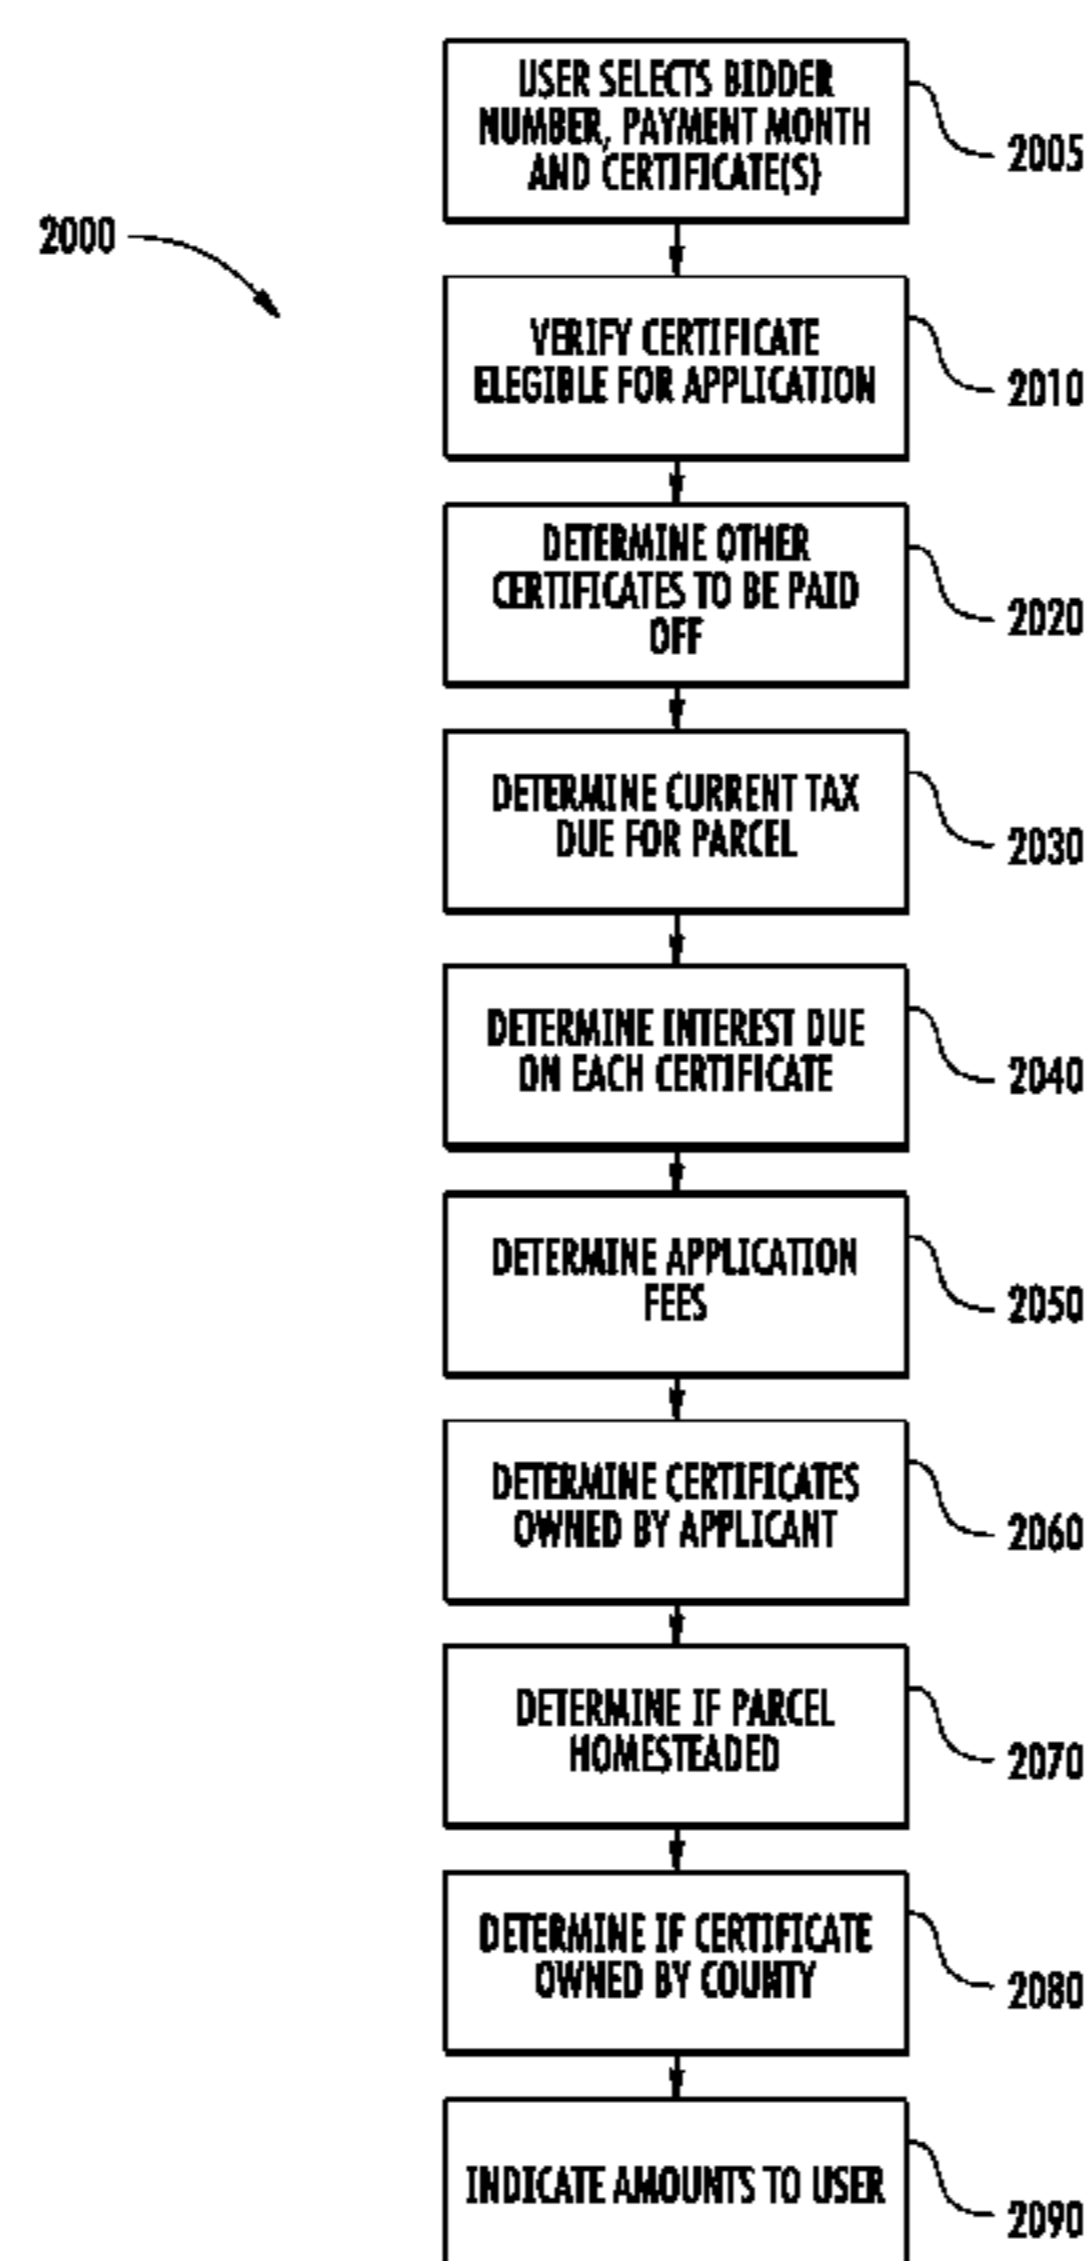 USER SELECTS BIDDER
NUMBER, PAYMENT MONTH
AND CERTIFICATE(S)
2005
2000
VERIFY CERTIFICATE
ELEGIBLE FOR APPLICATION
2010
DETERMINE OTHER
CERTIFICATES TO BE PAID
OFF
2020
DETERMINE CURRENT TAX
DUE FOR PARCEL
2030
DETERMINE INTEREST DUE
ON EACH CERTIFICATE
2040
DETERMINE APPLICATION
FEES
2050
DETERMINE CERTIFICATES
OWNED BY APPLICANT
2060
DETERMINE IF PARCEL
HOMESTEADED
2070
DETERMINE IF CERTIFICATE
OWNED BY COUNTY
2080
INDICATE AMOUNTS TO USER
2090